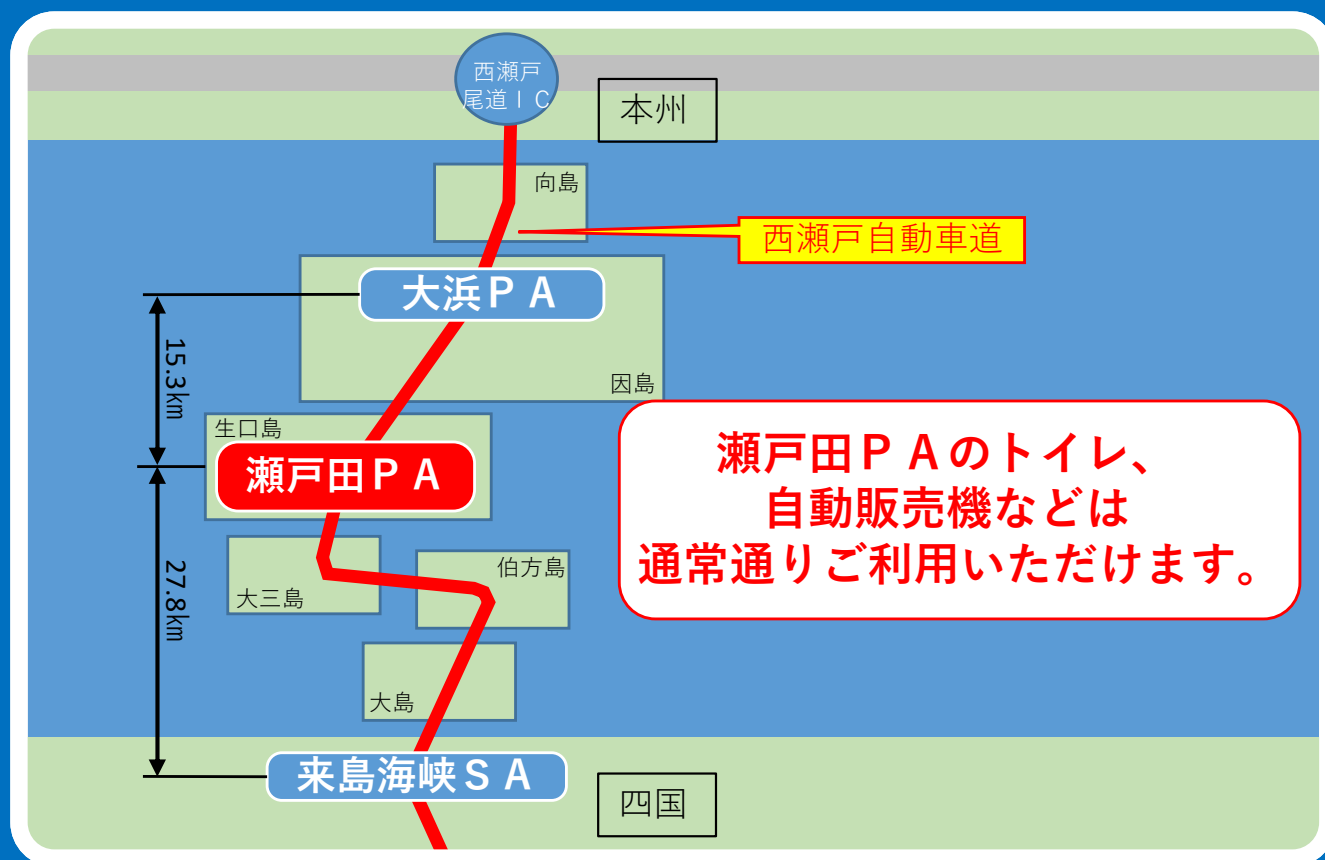 西瀬戸
尾道ＩＣ
本州
向島
西瀬戸自動車道
大浜ＰＡ
15.3km
因島
生口島
瀬戸田ＰＡ
瀬戸田ＰＡのトイレ、
自動販売機などは
通常通りご利用いただけます。
27.8km
伯方島
大三島
大島
来島海峡ＳＡ
四国